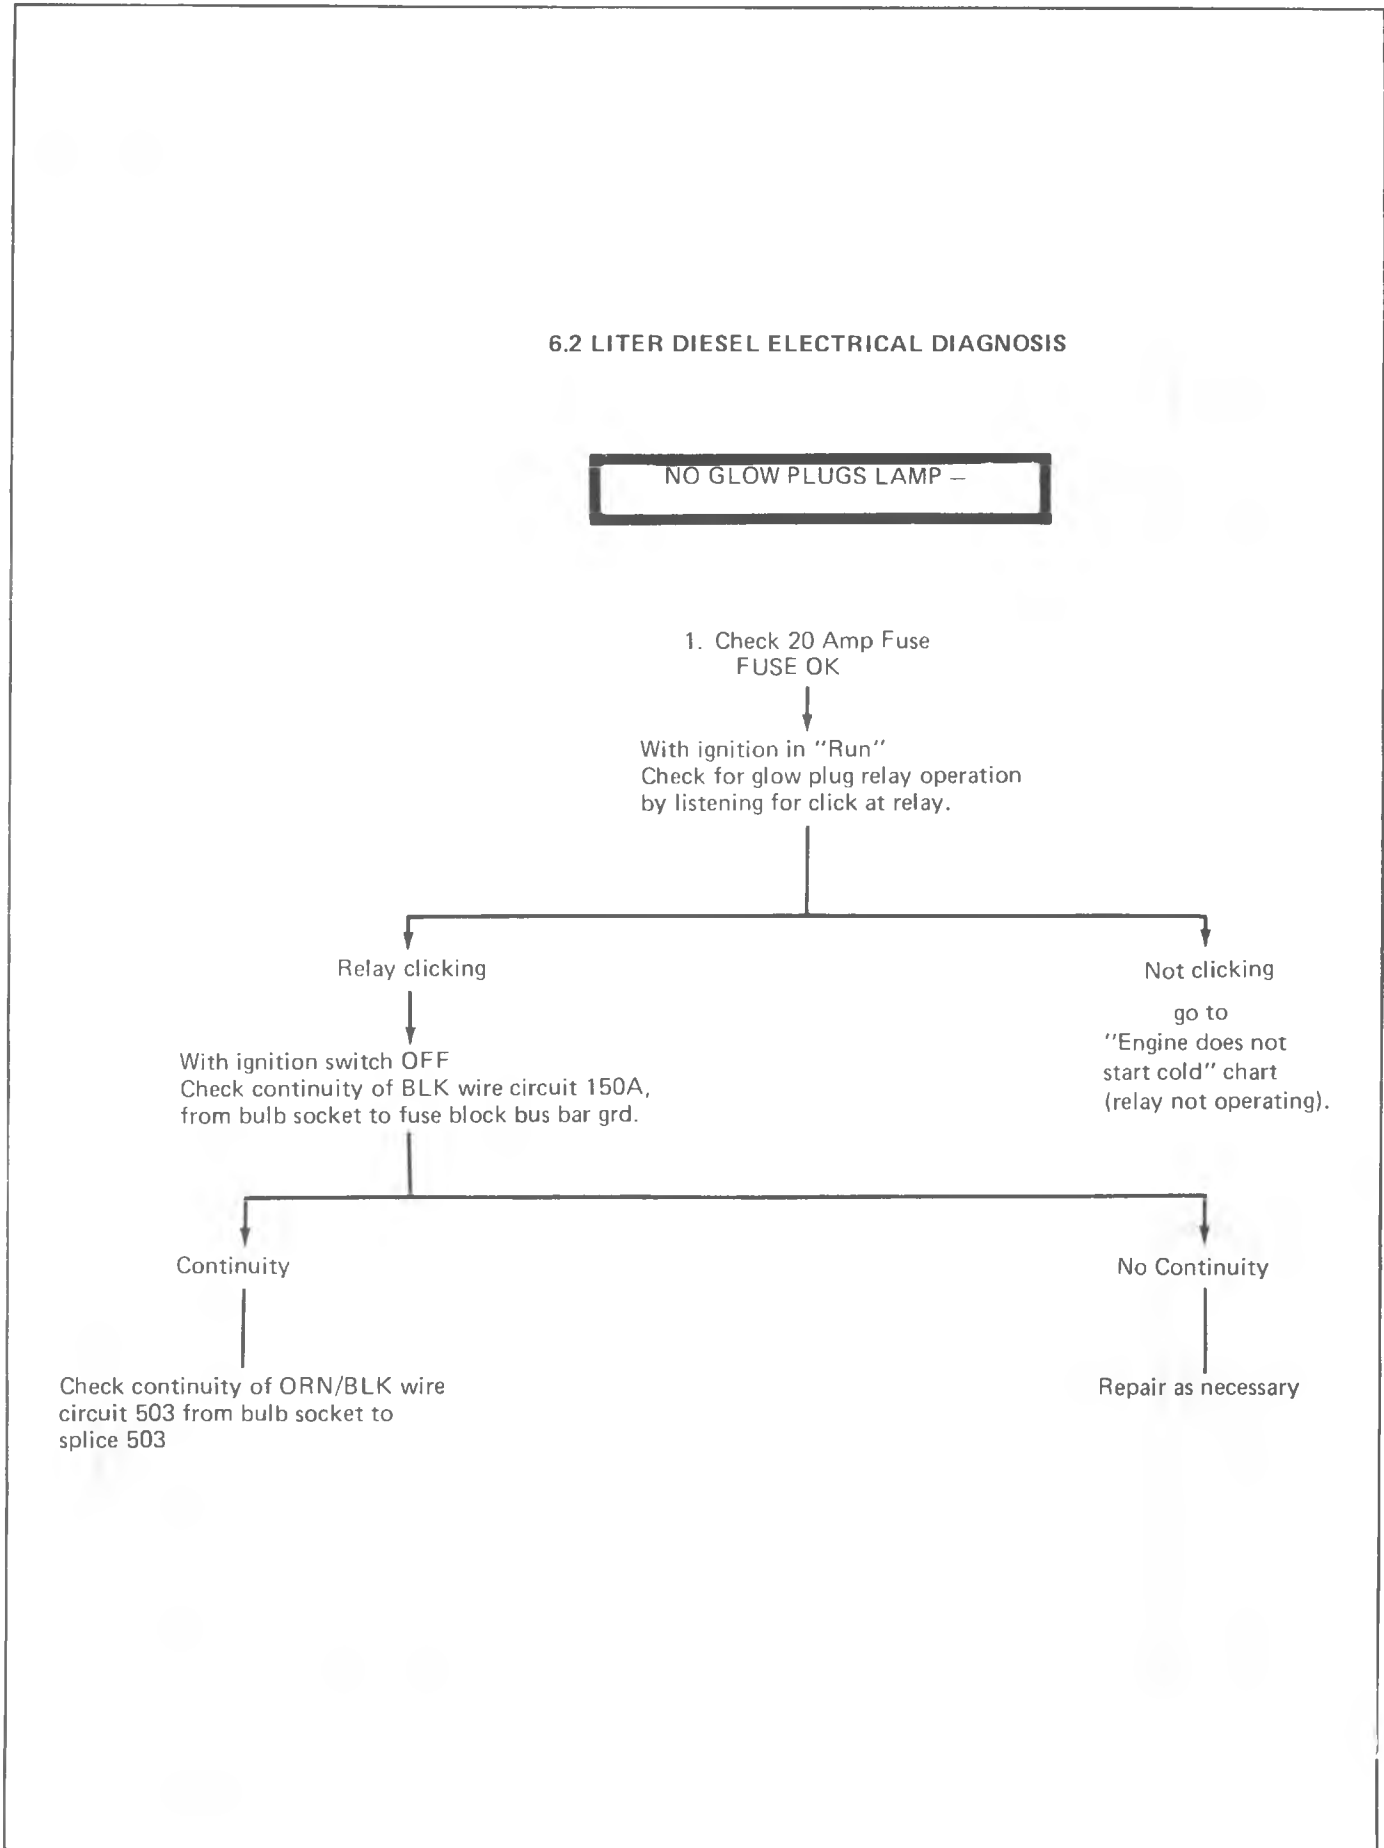 6.2 LITER DIESEL ELECTRICAL DIAGNOSIS
NO GLOW PLUGS LAMP –
1. Check 20 Amp Fuse
FUSE OK
With ignition in "Run"
Check for glow plug relay operation
by listening for click at relay.
Relay clicking
With ignition switch OFF
Check continuity of BLK wire circuit 150A,
from bulb socket to fuse block bus bar grd.
Not clicking
go to
"Engine does not
start cold" chart
(relay not operating).
Continuity
Check continuity of ORN/BLK wire
circuit 503 from bulb socket to
splice 503
No Continuity
Repair as necessary